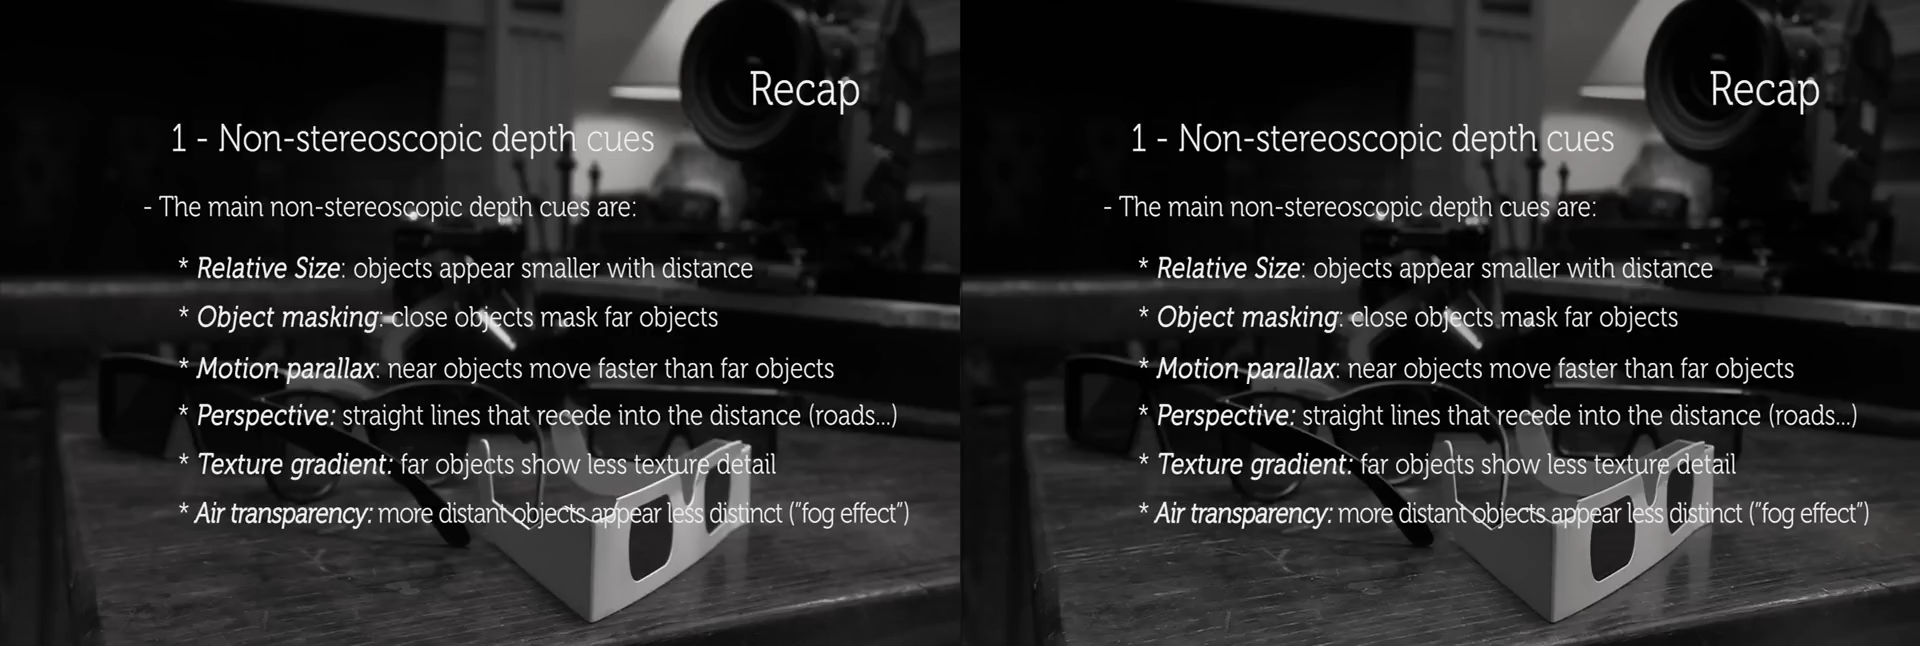 Recap
1 - Non-stereoscopic depth cues
- The main non-stereoscopic depth cues are:
* Relative Size: objects appear smaller with distance
* Object masking: close objects mask far objects
* Motion parallax: near objects move faster than far objects
* Perspective: straight lines that recede into the distance (roads...)
* Texture gradient: far objects show less texture detail
* Air transparency: more distant objects appear less distinct ("fog effect")
Recap
1 - Non-stereoscopic depth cues
- The main non-stereoscopic depth cues are:
* Relative Size: objects appear smaller with distance
* Object masking: close objects mask far objects
* Motion parallax: near objects move faster than far objects
* Perspective: straight lines that recede into the distance (roads...)
* Texture gradient: far objects show less texture detail
* Air transparency: more distant objects appear less distinct ("fog effect")